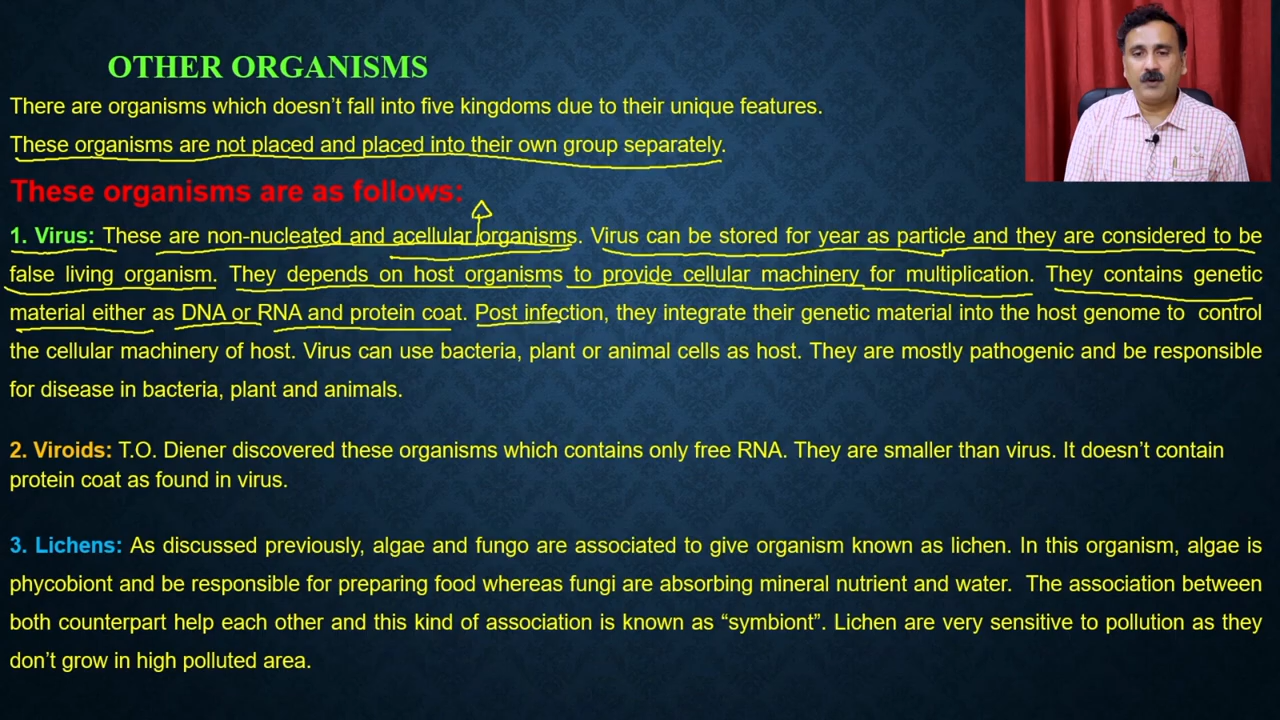 OTHER ORGANISMS
There are organisms which doesn't fall into five kingdoms due to their unique features.
These organisms are not placed and placed into their own group separately.
These organisms are as follows:
1. Virus: These are non-nucleated and acellular organisms. Virus can be stored for year as particle and they are considered to be
false living organism. They depends on host organisms to provide cellular machinery for multiplication. They contains genetic
material either as DNA or RNA and protein coat. Post infection, they integrate their genetic material into the host genome to control
the cellular machinery of host. Virus can use bacteria, plant or animal cells as host. They are mostly pathogenic and be responsible
for disease in bacteria, plant and animals.
2. Viroids: T.O. Diener discovered these organisms which contains only free RNA. They are smaller than virus. It doesn't contain
protein coat as found in virus.
3. Lichens: As discussed previously, algae and fungo are associated to give organism known as lichen. In this organism, algae is
phycobiont and be responsible for preparing food whereas fungi are absorbing mineral nutrient and water. The association between
both counterpart help each other and this kind of association is known as “symbiont”. Lichen are very sensitive to pollution as they
don't grow in high polluted area.